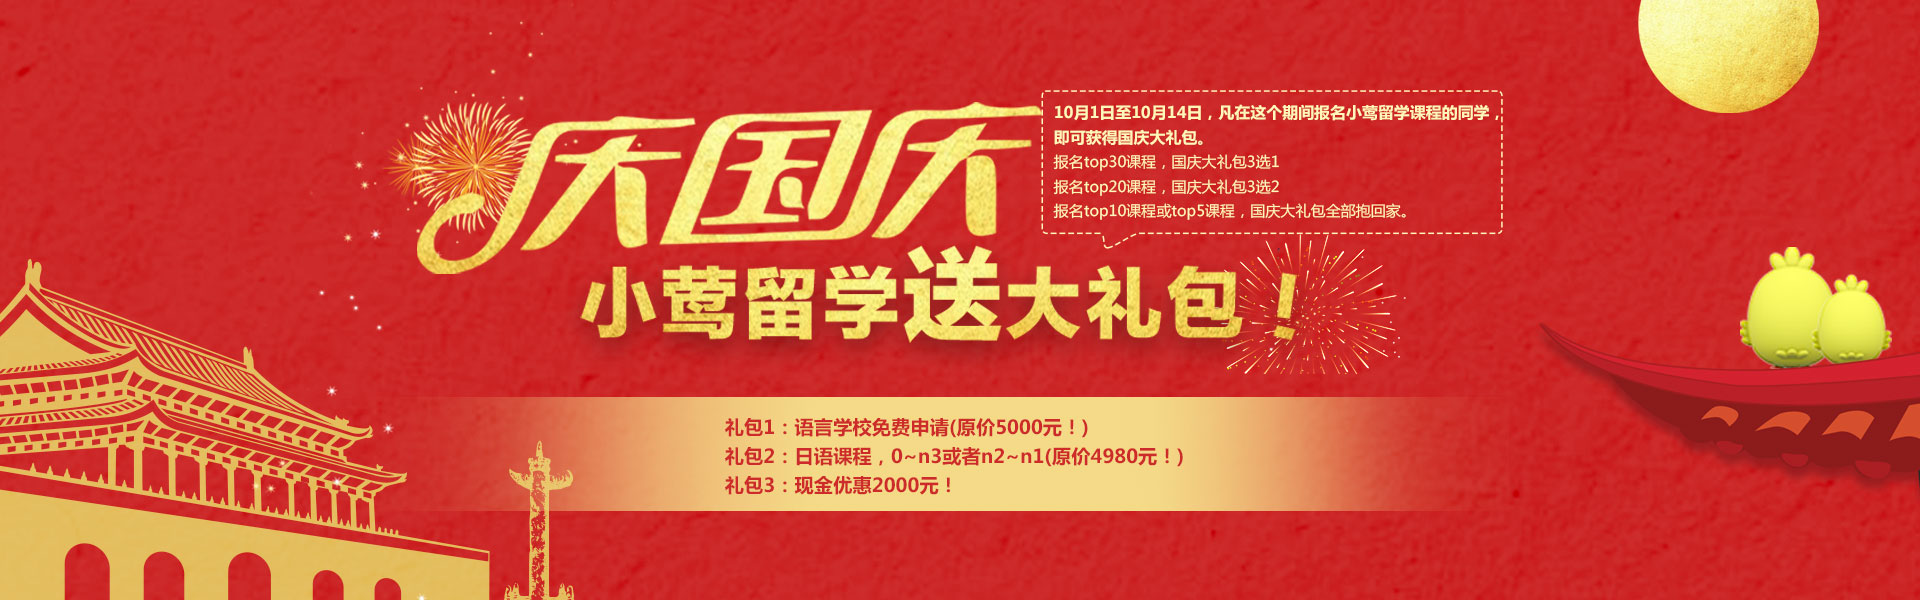 庆国庆
小莺留学送大礼包！
10月1日至10月14日，凡在这个期间报名小莺留学课程的同学，
即可获得国庆大礼包。
报名top30课程，国庆大礼包3选1
报名top20课程，国庆大礼包3选2
报名top10课程或top5课程，国庆大礼包全部抱回家。
礼包1：语言学校免费申请(原价5000元！)
礼包2：日语课程，0~n3或者n2~n1(原价4980元！)
礼包3：现金优惠2000元！